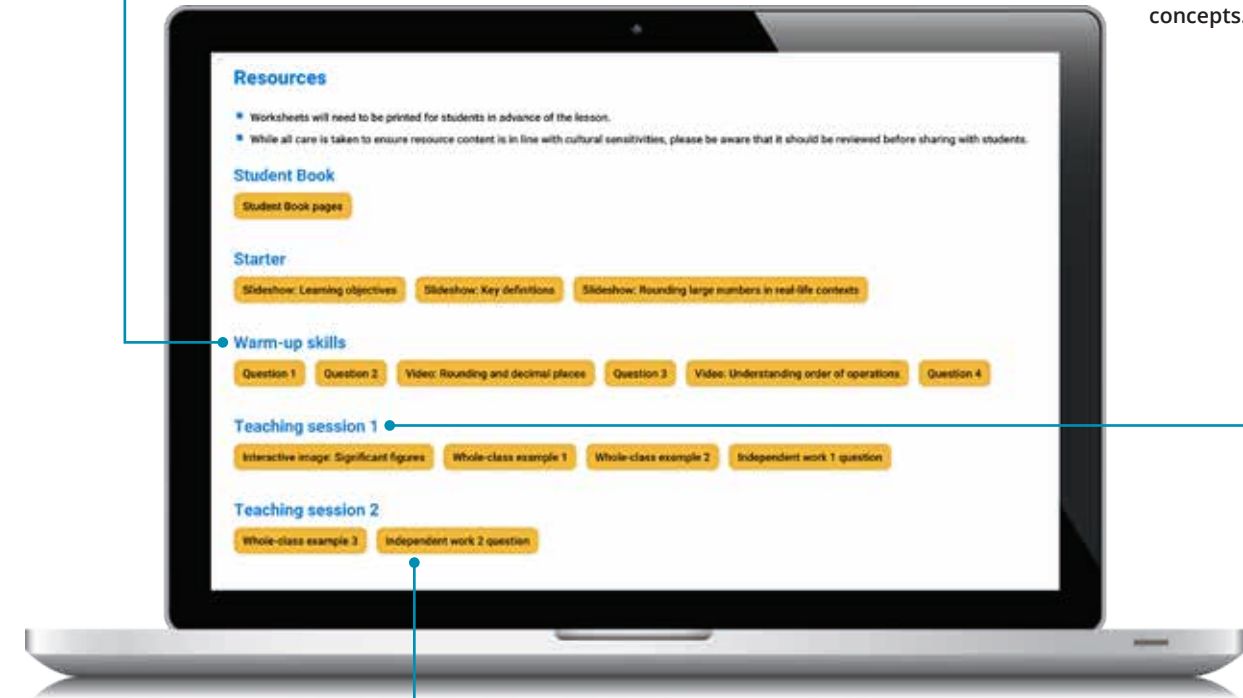 concepts.
Resources
Worksheets will need to be printed for students in advance of the lesson.
While all care is taken to ensure resource content is in line with cultural sensitivities, please be aware that it should be reviewed before sharing with students.
Student Book
Student Book pages
Starter
Slideshow: Learning objectives Slideshow: Key definitions Slideshow: Rounding large numbers in real-life contexts
Warm-up skills
Question 1 Question 2 Video: Rounding and decimal places Question 3 Video: Understanding order of operations Question 4
Teaching session 1
Interactive image: Significant figures Whole-class example 1 Whole-class example 2 Independent work 1 question
Teaching session 2
Whole-class example 3 Independent work 2 question